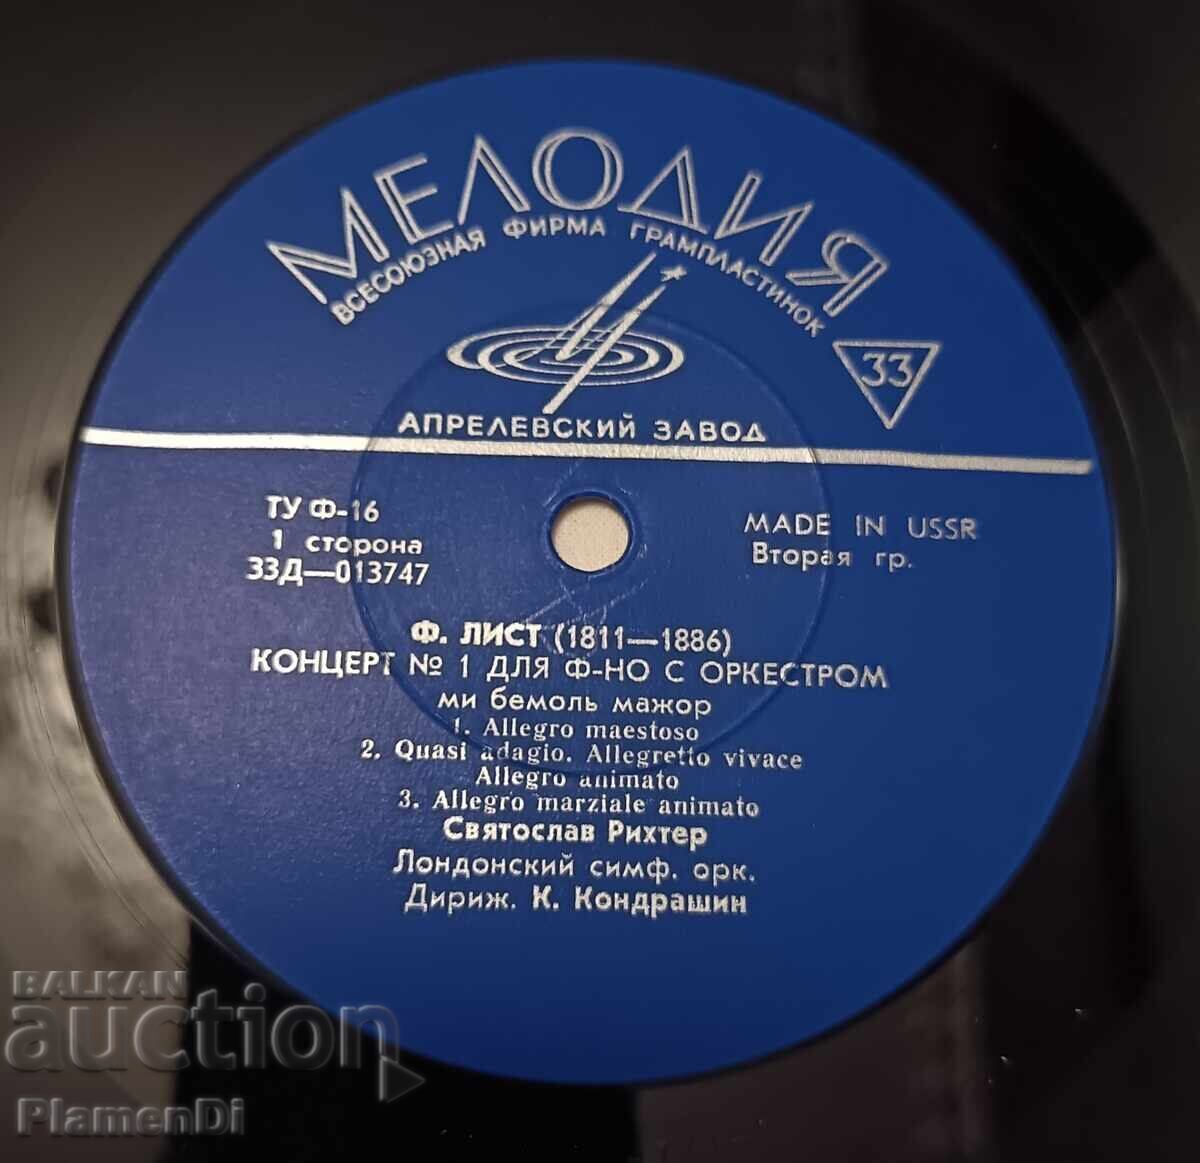 МЕЛОДИЯ
ВСЕСОЮЗНАЯ ФИРМА ГРАМПЛАСТИНОК
33
АПРЕЛЕВСКИЙ ЗАВОД
ТУ Ф-16
1 сторона
33Д—013747
MADE IN USSR
Вторая гр.
Ф. ЛИСТ (1811—1886)
КОНЦЕРТ № 1 ДЛЯ Ф-НО С ОРКЕСТРОМ
ми бемоль мажор
1. Allegro maestoso
2. Quasi adagio. Allegretto vivace
Allegro animato
3. Allegro marziale animato
Святослав Рихтер
Лондонский симф. орк.
Дириж. К. Кондрашин
BALKAN
auction
PlamenDi